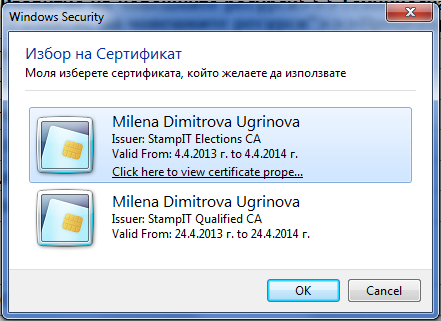 Windows Security
Избор на Сертификат
Моля изберете сертификата, който желаете да използвате
Milena Dimitrova Ugrinova
Issuer: StampIT Elections CA
Valid From: 4.4.2013 г. to 4.4.2014 г.
Click here to view certificate prope...
Milena Dimitrova Ugrinova
Issuer: StampIT Qualified CA
Valid From: 24.4.2013 г. to 24.4.2014 г.
OK
Cancel